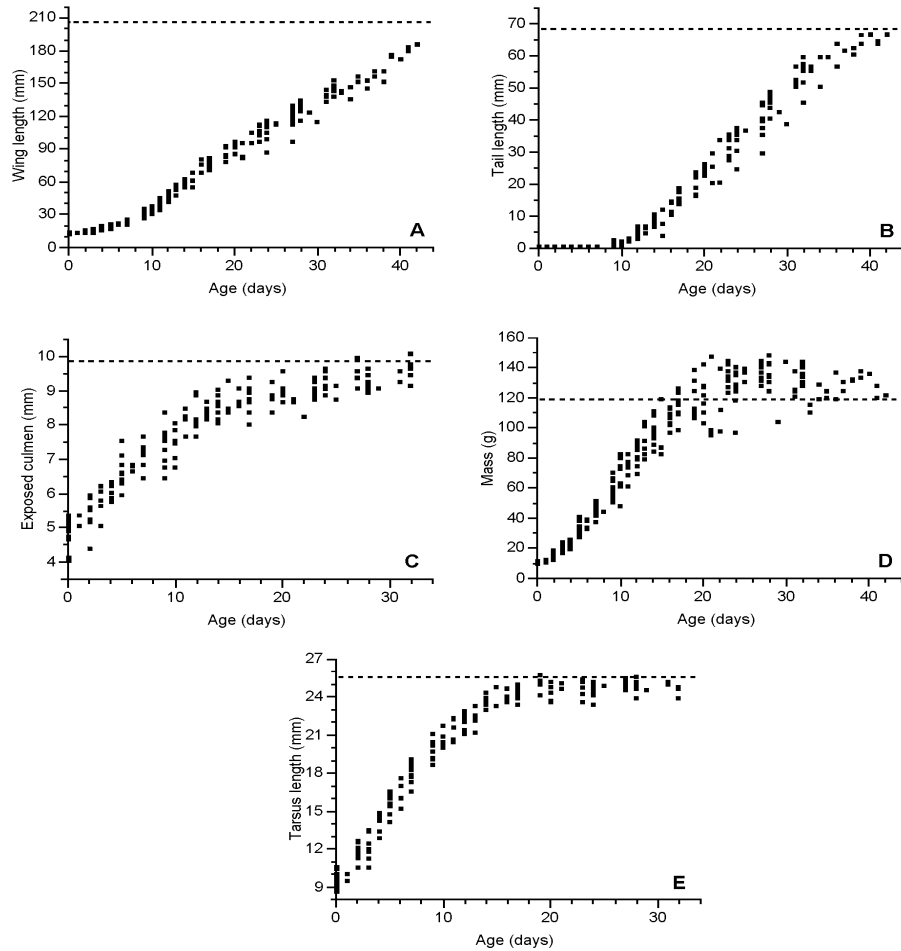 210
180
150
120
90
60
30
0
Wing length (mm)
0 10 20 30 40
Age (days)
A
70
60
50
40
30
20
10
0
Tail length (mm)
0 10 20 30 40
Age (days)
B
10
9
8
7
6
5
4
Exposed culmen (mm)
0 10 20 30
Age (days)
C
160
140
120
100
80
60
40
20
0
Mass (g)
0 20 40
Age (days)
D
27
24
21
18
15
12
9
Tarsus length (mm)
0 10 20 30
Age (days)
E